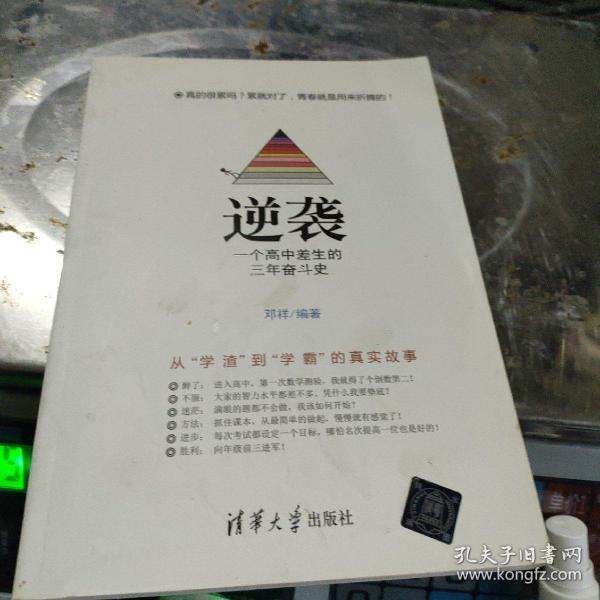 真的很累吗？累就对了，青春就是用来折腾的！
逆袭
一个高中差生的
三年奋斗史
邓祥/编著
从“学渣”到“学霸”的真实故事
◎醉了：进入高中，第一次数学测验，我就得了个倒数第二！
◎不服：大家的智力水平都差不多，凭什么我要垫底？
◎迷茫：满眼的题都不会做，我该如何开始？
◎方法：抓住课本，从最简单的做起，慢慢就有感觉了！
◎进步：每次考试都设定一个目标，哪怕名次提高一位也是好的！
◎胜利：向年级前三进军！
清华大学出版社
单价
孔夫子旧书网
www.kongfz.com